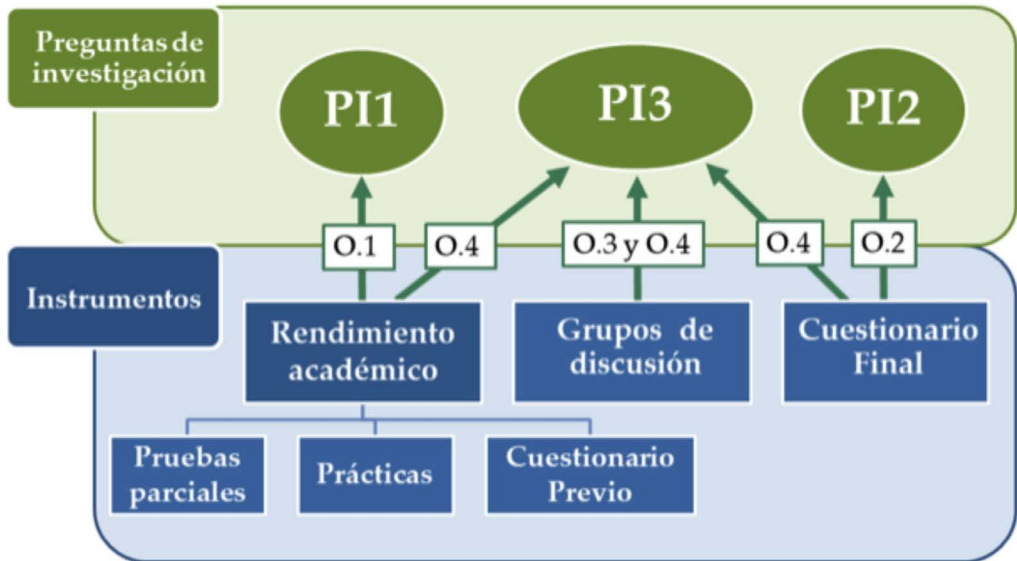 Preguntas de
investigación
PI1
PI3
PI2
O.1
O.4
O.3 y O.4
O.4
O.2
Instrumentos
Rendimiento
académico
Grupos de
discusión
Cuestionario
Final
Pruebas
parciales
Prácticas
Cuestionario
Previo